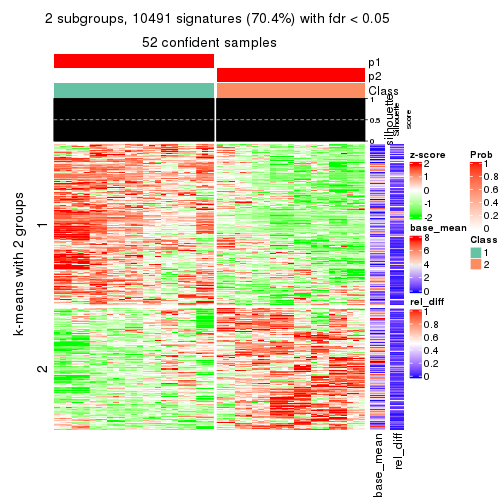 2 subgroups, 10491 signatures (70.4%) with fdr < 0.05
52 confident samples
p1
p2
Class
1
0.5
0
silhouette
Silhouette
score
k-means with 2 groups
1
2
base_mean
rel_diff
z-score
2
1
0
-1
-2
base_mean
8
6
4
2
0
rel_diff
1
0.8
0.6
0.4
0.2
0
Prob
1
0.8
0.6
0.4
0.2
0
Class
1
2